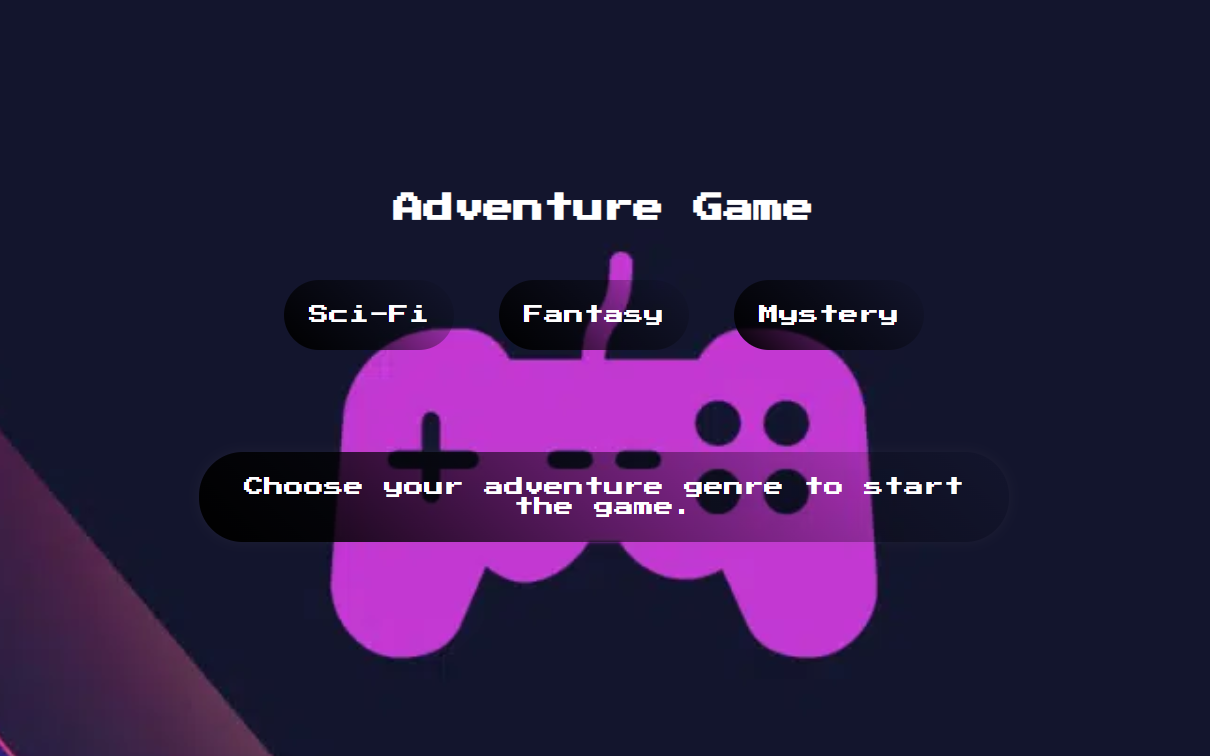 Adventure Game
Sci-Fi
Fantasy
Mystery
Choose your adventure genre to start
the game.